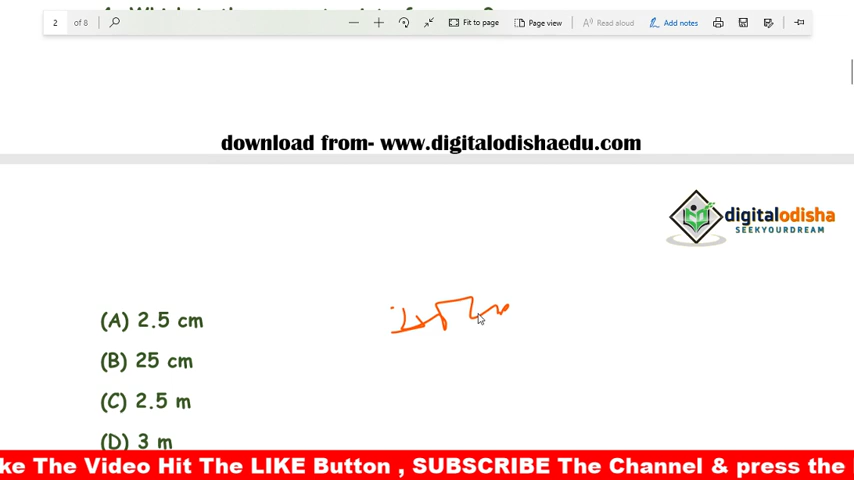 2 of 8 Fit to page Page view Read aloud Add notes
download from- www.digitalodishaedu.com
digitalodisha
SEEKYOURDREAM
(A) 2.5 cm
(B) 25 cm
(C) 2.5 m
(D) 3 m
ke The Video Hit The LIKE Button , SUBSCRIBE The Channel & press the